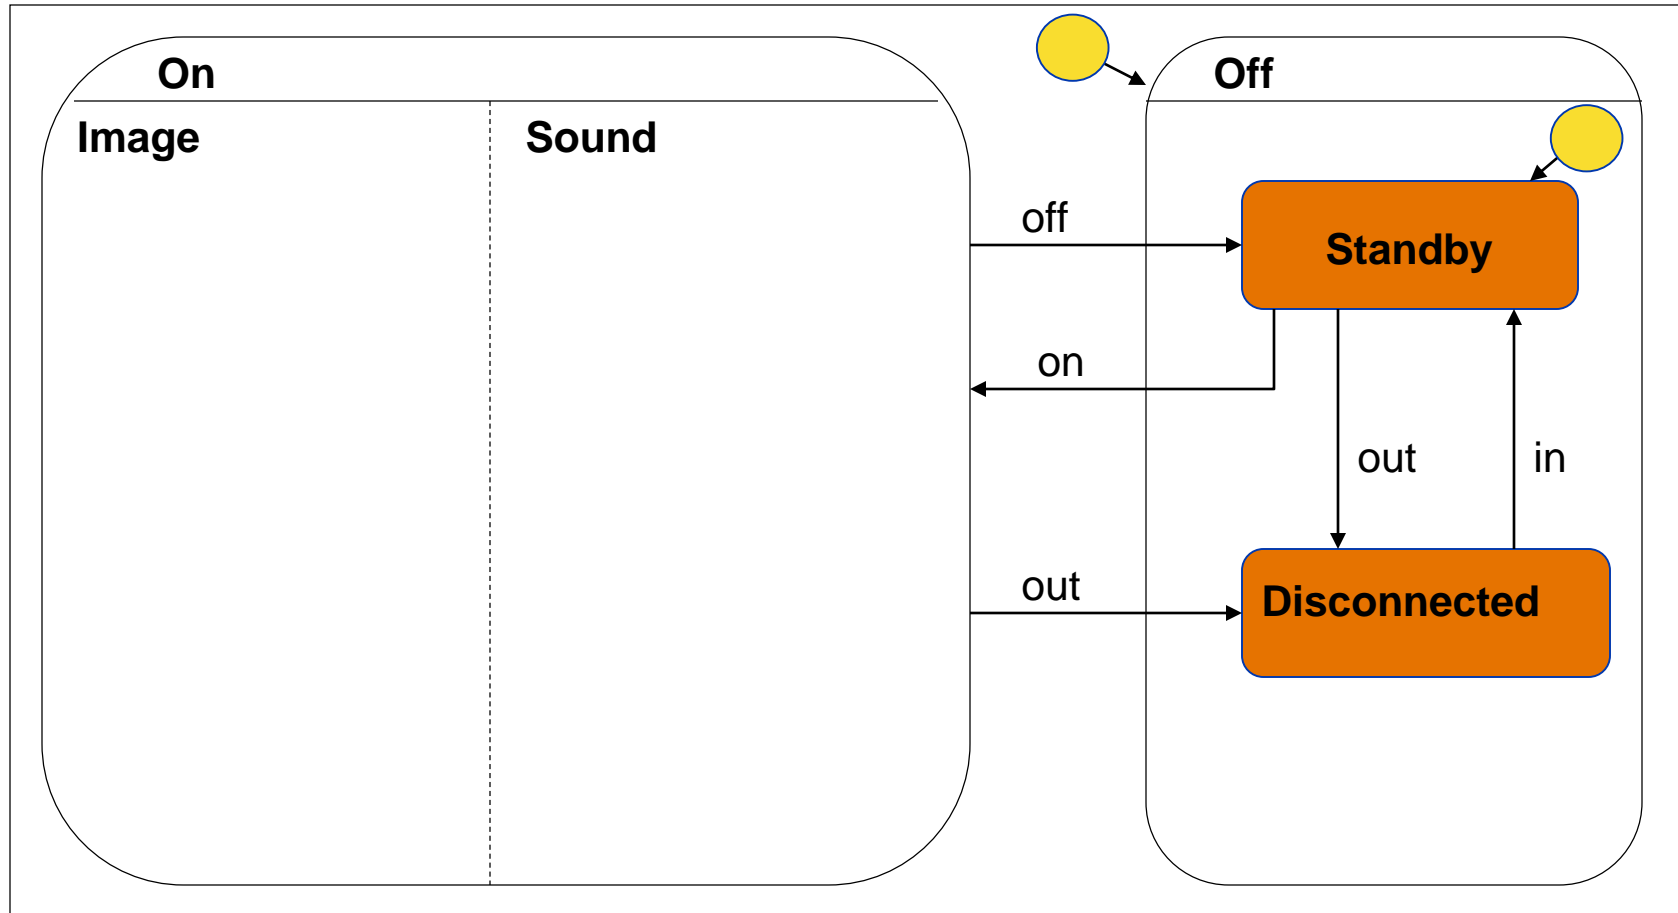 On
Off
Image
Sound
off
Standby
on
out
in
out
Disconnected